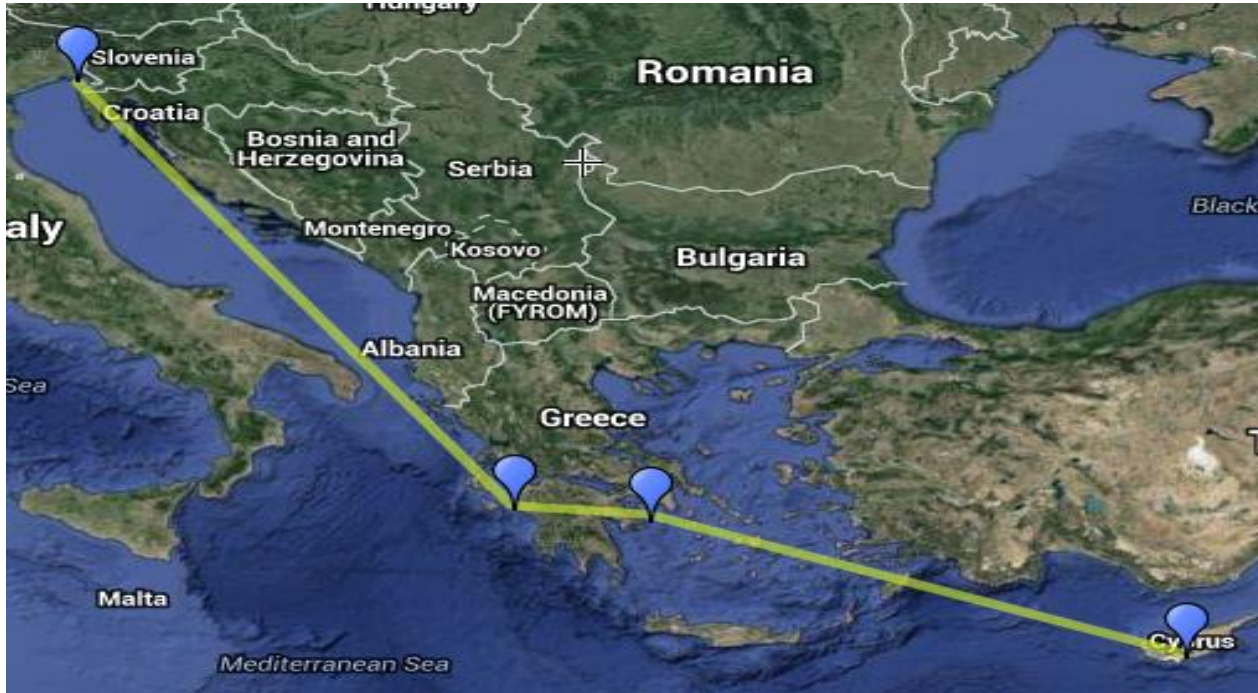 Hungary
Slovenia
Romania
Croatia
Bosnia and
Herzegovina
Serbia
aly
Montenegro
Kosovo
Bulgaria
Black
Macedonia
(FYROM)
Albania
Sea
Greece
T
Malta
Cyprus
Mediterranean Sea